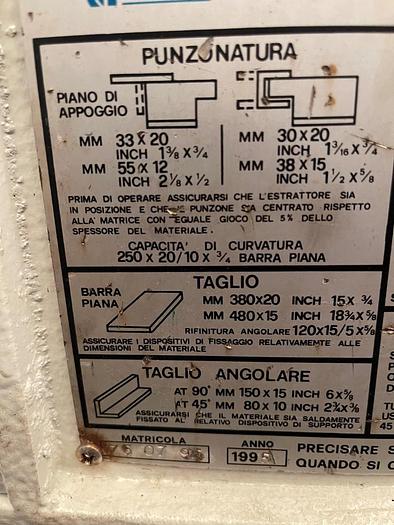 PUNZONATURA
PIANO DI
APPOGGIO
MM 33 X 20
INCH 1 3/8 X 3/4
MM 55 X 12
INCH 2 1/8 X 1/2
MM 30 X 20
INCH 1 3/16 X 3/4
MM 38 X 15
INCH 1 1/2 X 5/8
PRIMA DI OPERARE ASSICURARSI CHE L'ESTRATTORE SIA
IN POSIZIONE E CHE IL PUNZONE SIA CENTRATO RISPETTO
ALLA MATRICE CON EGUALE GIOCO DEL 5% DELLO
SPESSORE DEL MATERIALE.
CAPACITA' DI CURVATURA
250 X 20/10 X 3/4 BARRA PIANA
TAGLIO
BARRA
PIANA
MM 380x20 INCH 15 X 3/4
MM 480x15 INCH 18 3/4 X 5/8
RIFINITURA ANGOLARE 120x15/5 X 5/8
ASSICURARE I DISPOSITIVI DI FISSAGGIO RELATIVAMENTE ALLE
DIMENSIONI DEL MATERIALE
TAGLIO ANGOLARE
AT 90° MM 150 x 15 INCH 6 x 5/8
AT 45° MM 80 x 10 INCH 2 3/4 x 3/8
ASSICURARSI CHE IL MATERIALE SIA SALDAMENTE
FISSATO AL RELATIVO DISPOSITIVO DI SUPPORTO
MATRICOLA
ANNO
1995
PRECISARE S
QUANDO SI C